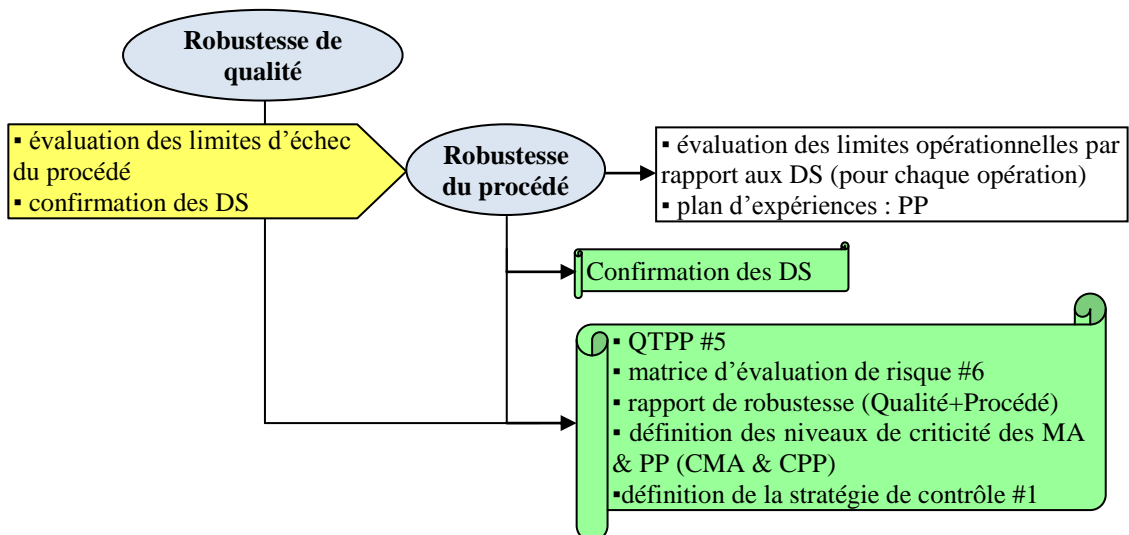 Robustesse de
qualité
▪ évaluation des limites d’échec
du procédé
▪ confirmation des DS
Robustesse
du procédé
▪ évaluation des limites opérationnelles par
rapport aux DS (pour chaque opération)
▪ plan d’expériences : PP
Confirmation des DS
▪ QTPP #5
▪ matrice d’évaluation de risque #6
▪ rapport de robustesse (Qualité+Procédé)
▪ définition des niveaux de criticité des MA
& PP (CMA & CPP)
▪définition de la stratégie de contrôle #1